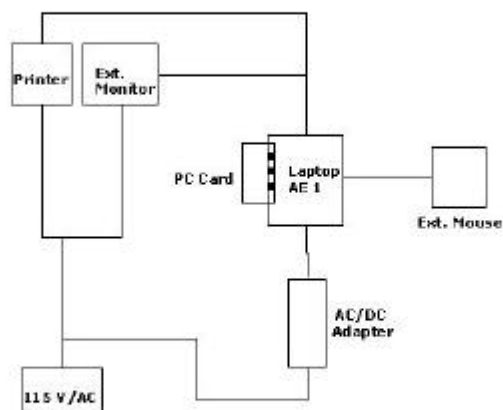 Printer
Ext.
Monitor
PC Card
Laptop
AE 1
Ext. Mouse
AC/DC
Adapter
115 V/AC